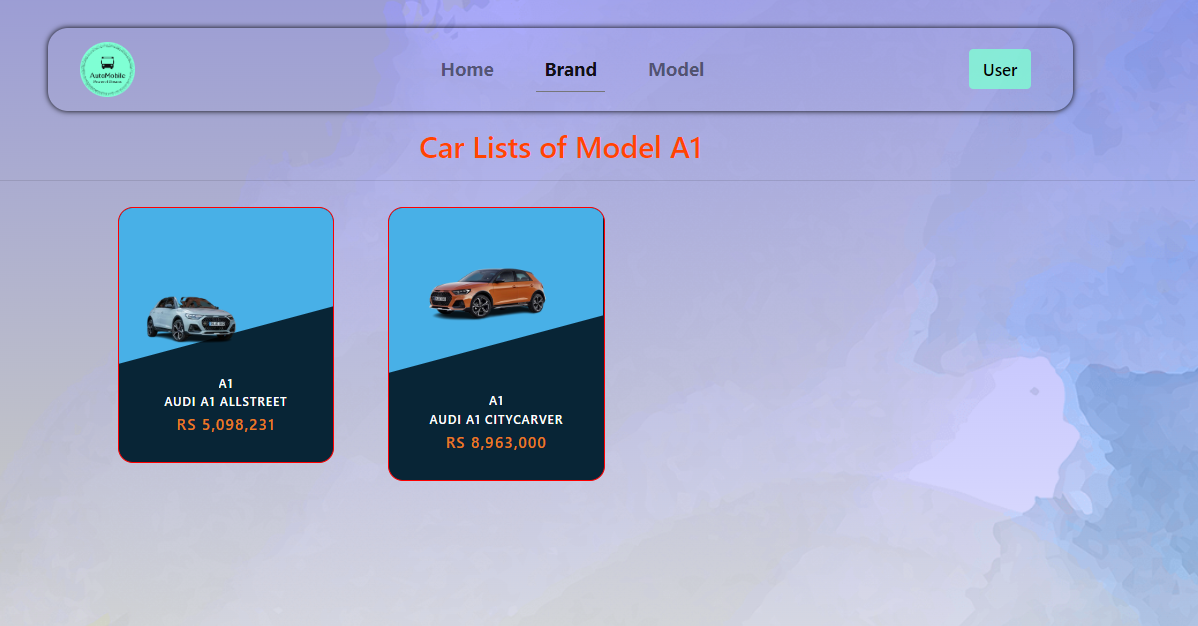 AutoMobile
Home
Brand
Model
User
Car Lists of Model A1
A1
AUDI A1 ALLSTREET
RS 5,098,231
A1
AUDI A1 CITYCARVER
RS 8,963,000